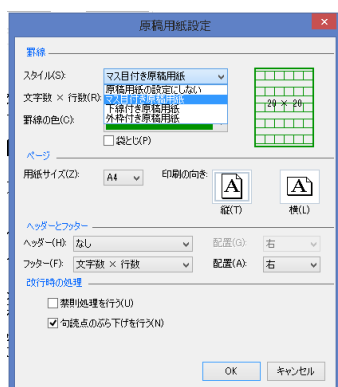 原稿用紙設定
罫線
スタイル(S): マス目付き原稿用紙
原稿用紙の設定にしない
文字数 × 行数(R): マス目付き原稿用紙
下線付き原稿用紙
罫線の色(C): 外枠付き原稿用紙
20 × 20
袋とじ(P)
ページ
用紙サイズ(Z): A4 印刷の向き: A A
縦(T) 横(L)
ヘッダーとフッター
ヘッダー(H): なし 配置(G): 右
フッター(F): 文字数 × 行数 配置(A): 右
改行時の処理
禁則処理を行う(U)
句読点のぶら下げを行う(N)
OK キャンセル